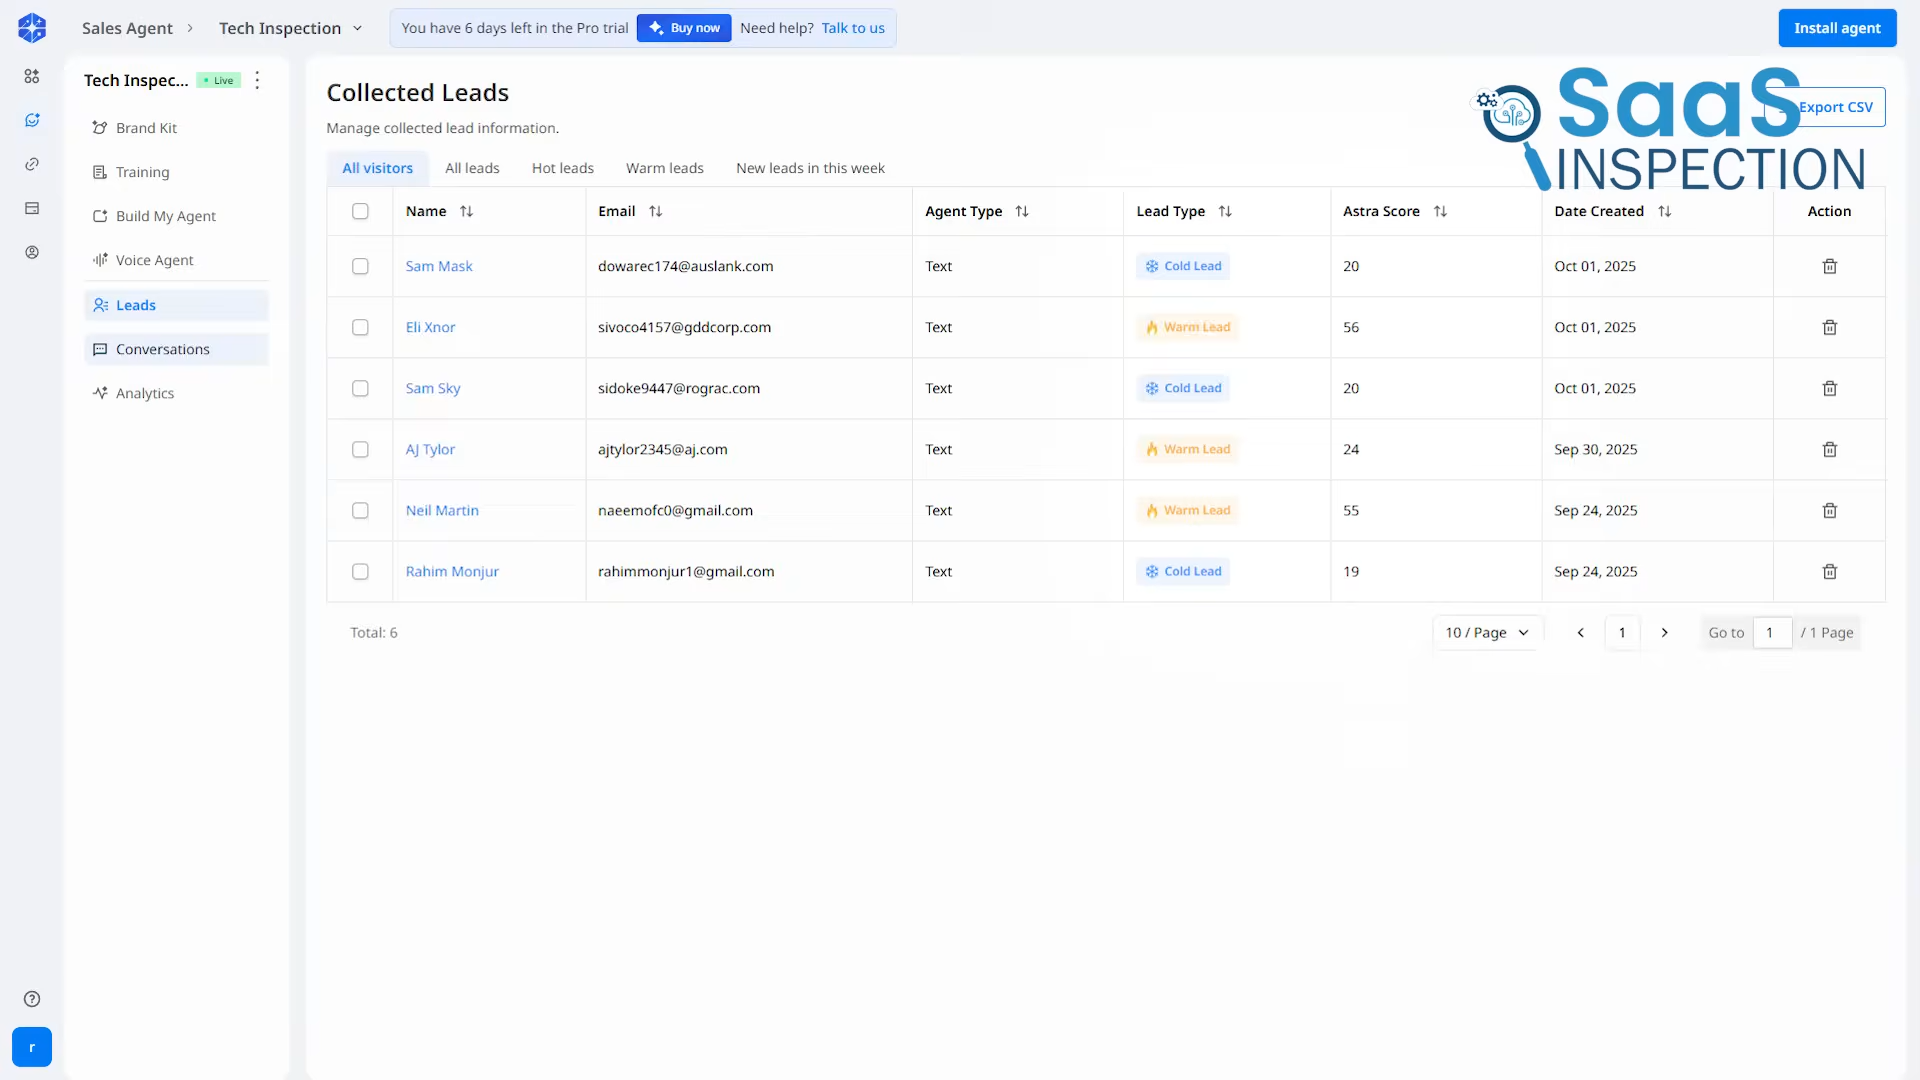 Sales Agent
Tech Inspection
You have 6 days left in the Pro trial
Buy now
Need help? Talk to us
Install agent
Tech Inspec...
Live
Brand Kit
Training
Build My Agent
Voice Agent
Leads
Conversations
Analytics
r
Collected Leads
Manage collected lead information.
SaaS
INSPECTION
Export CSV
All visitors
All leads
Hot leads
Warm leads
New leads in this week
Name Email Agent Type Lead Type Astra Score Date Created Action
Sam Mask dowarec174@auslank.com Text Cold Lead 20 Oct 01, 2025
Eli Xnor sivoco4157@gddcorp.com Text Warm Lead 56 Oct 01, 2025
Sam Sky sidoke9447@rograc.com Text Cold Lead 20 Oct 01, 2025
AJ Tylor ajtylor2345@aj.com Text Warm Lead 24 Sep 30, 2025
Neil Martin naeemofc0@gmail.com Text Warm Lead 55 Sep 24, 2025
Rahim Monjur rahimmonjur1@gmail.com Text Cold Lead 19 Sep 24, 2025
Total: 6
10 / Page
1
Go to 1 / 1 Page